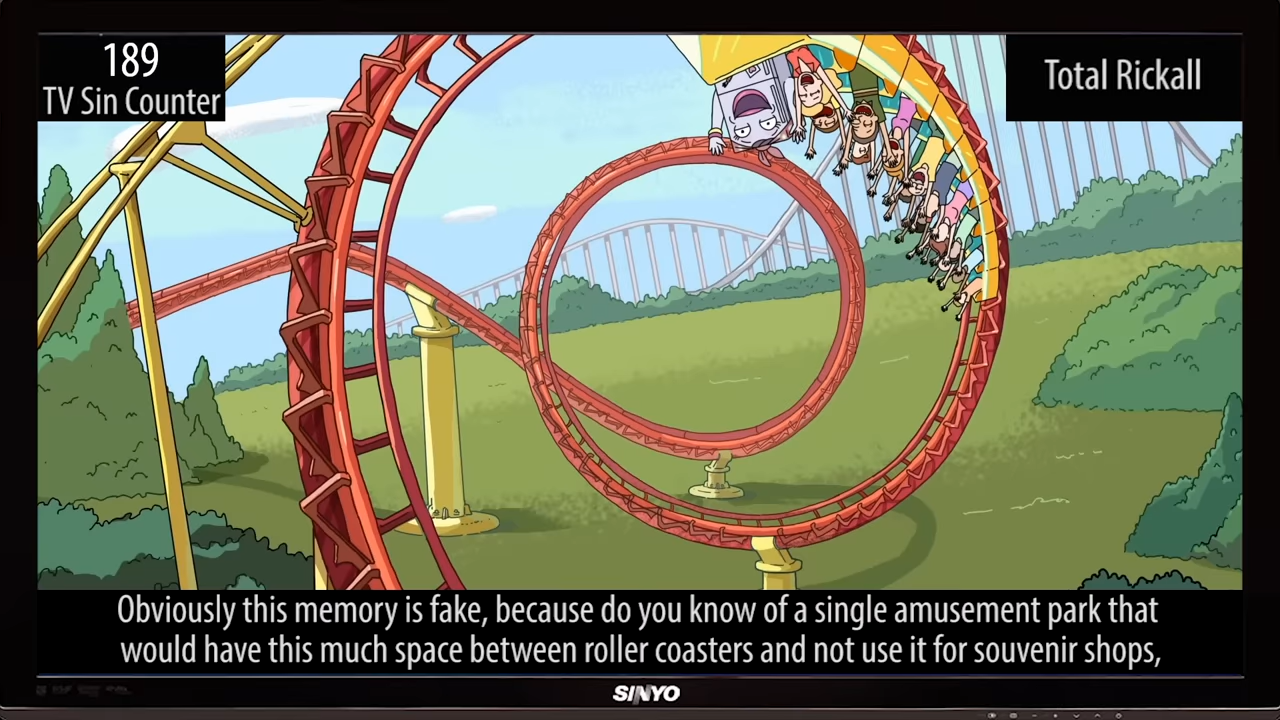 189
TV Sin Counter
Total Rickall
Obviously this memory is fake, because do you know of a single amusement park that
would have this much space between roller coasters and not use it for souvenir shops,
SINYO